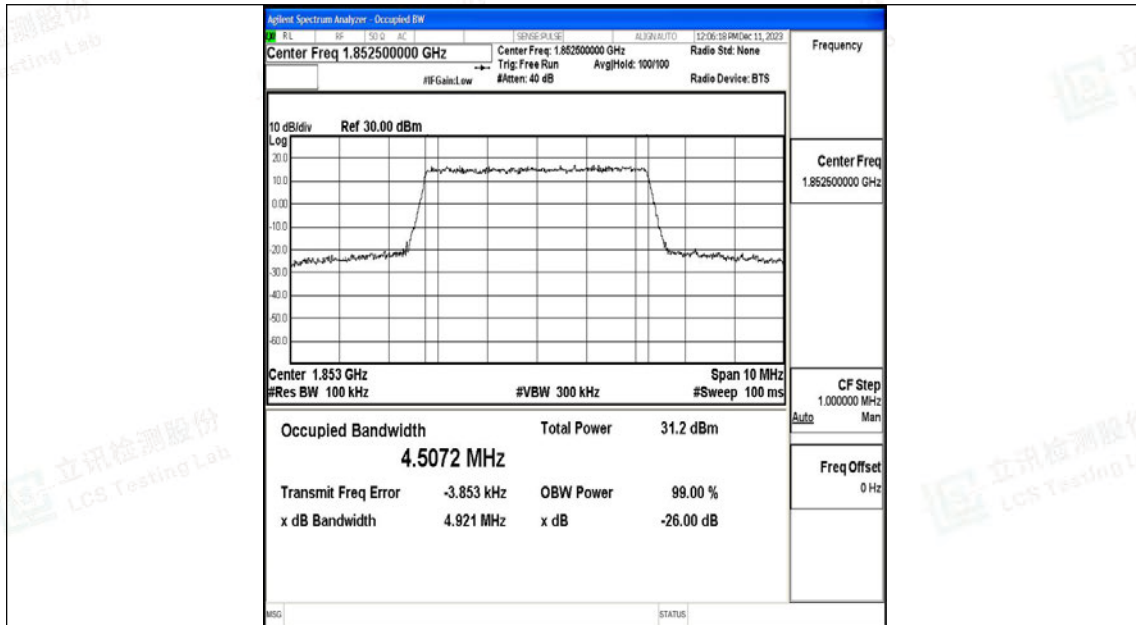 Agilent Spectrum Analyzer - Occupied BW
RL RF 50 Ω AC SENSE:PULSE ALIGN AUTO 12:06:18 PM Dec 11, 2023
Center Freq 1.852500000 GHz
Center Freq: 1.852500000 GHz
Radio Std: None
Trig: Free Run Avg|Hold: 100/100
#IFGain:Low
#Atten: 40 dB
Radio Device: BTS
10 dB/div Ref 30.00 dBm
Log
20.0
10.0
0.00
-10.0
-20.0
-30.0
-40.0
-50.0
-60.0
Center 1.853 GHz Span 10 MHz
#Res BW 100 kHz #VBW 300 kHz #Sweep 100 ms
Occupied Bandwidth Total Power 31.2 dBm
4.5072 MHz
Transmit Freq Error -3.853 kHz OBW Power 99.00 %
x dB Bandwidth 4.921 MHz x dB -26.00 dB
MSG STATUS
Frequency
Center Freq
1.852500000 GHz
CF Step
1.000000 MHz
Auto Man
Freq Offset
0 Hz
立讯检测股份
LCS Testing Lab